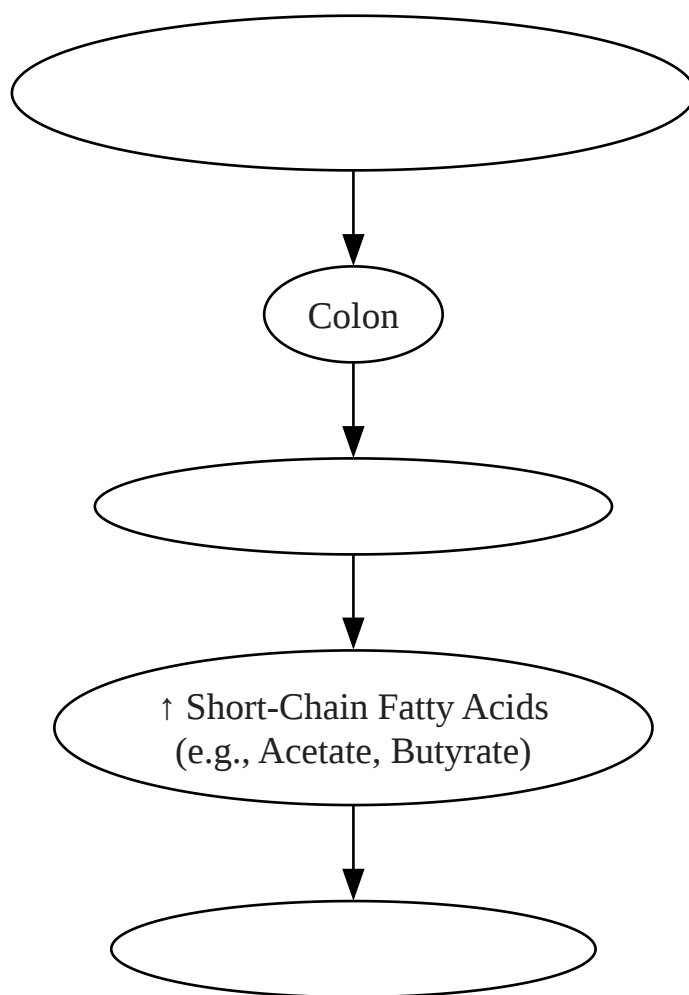 Colon
↑ Short-Chain Fatty Acids
(e.g., Acetate, Butyrate)